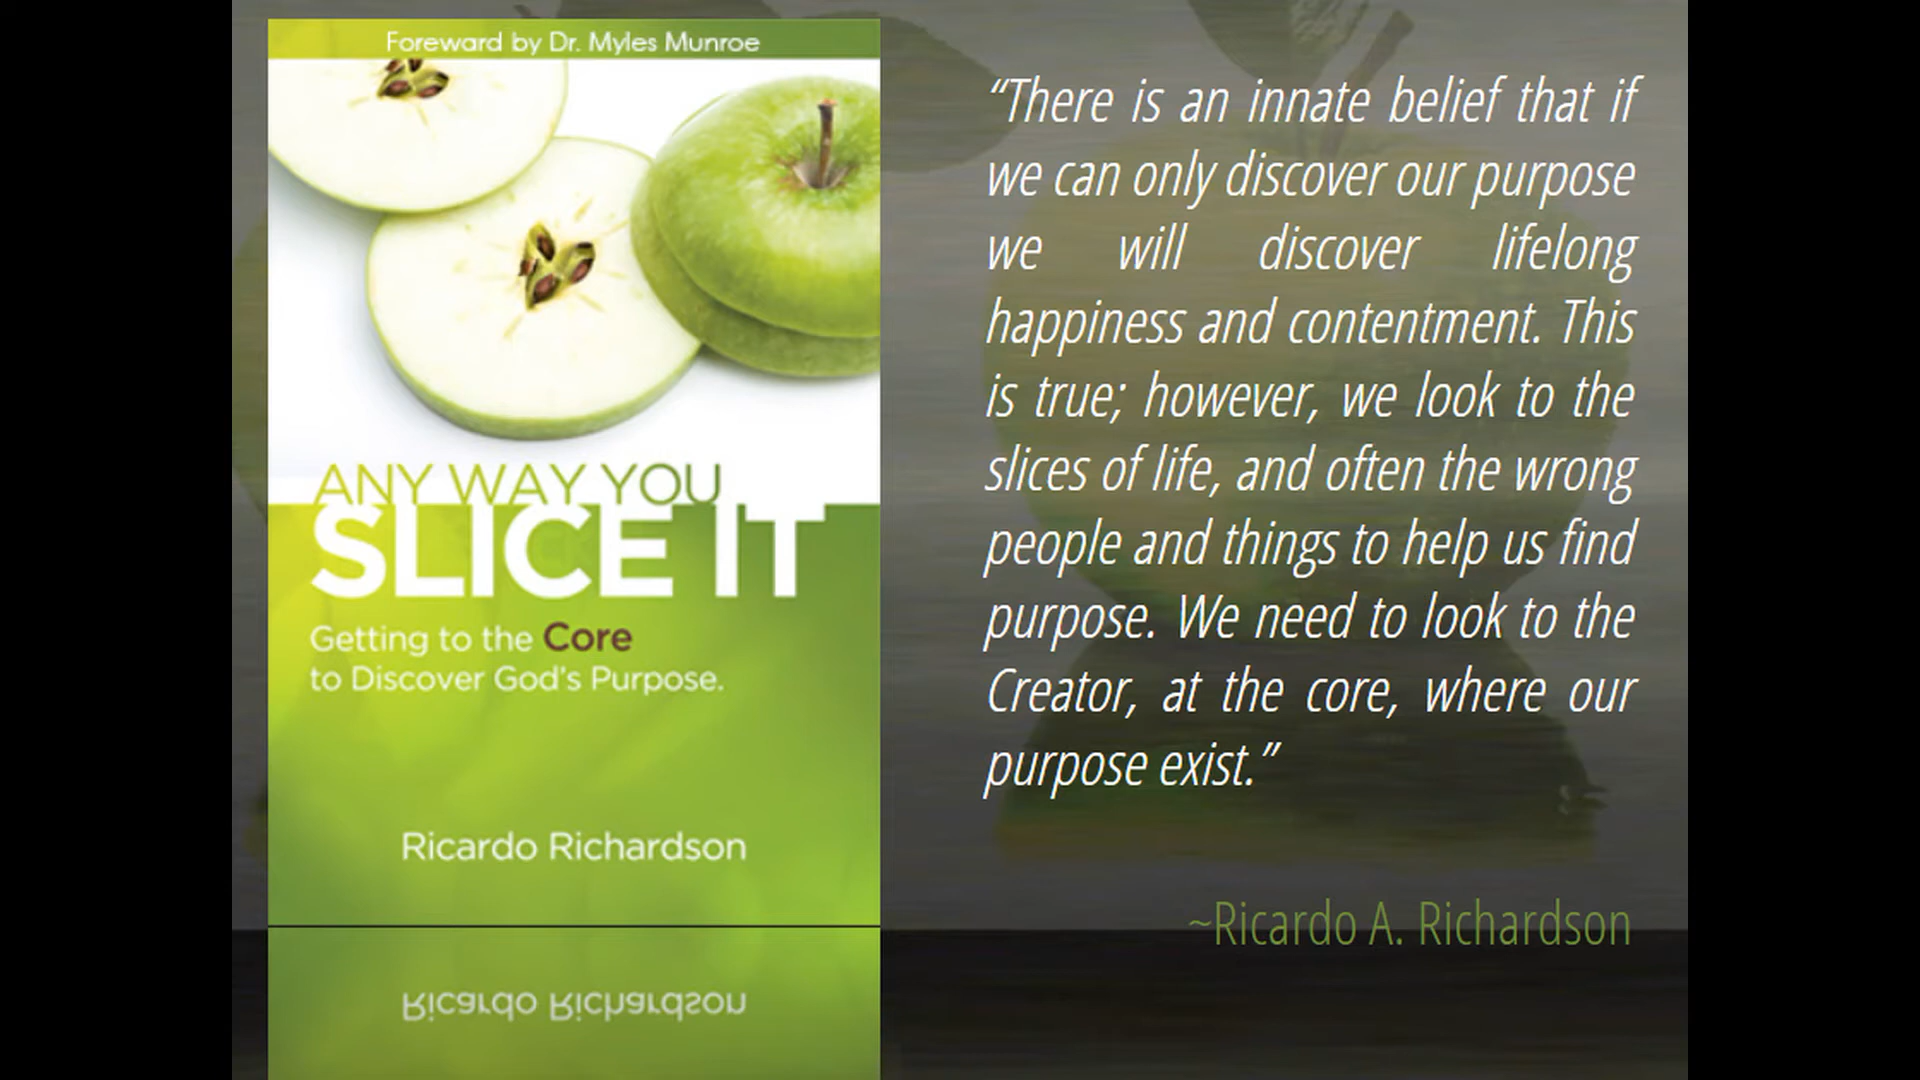 Foreward by Dr. Myles Munroe
ANY WAY YOU
SLICE IT
Getting to the Core
to Discover God's Purpose.
Ricardo Richardson
Ricardo Richardson
“There is an innate belief that if
we can only discover our purpose
we will discover lifelong
happiness and contentment. This
is true; however, we look to the
slices of life, and often the wrong
people and things to help us find
purpose. We need to look to the
Creator, at the core, where our
purpose exist.”
~Ricardo A. Richardson